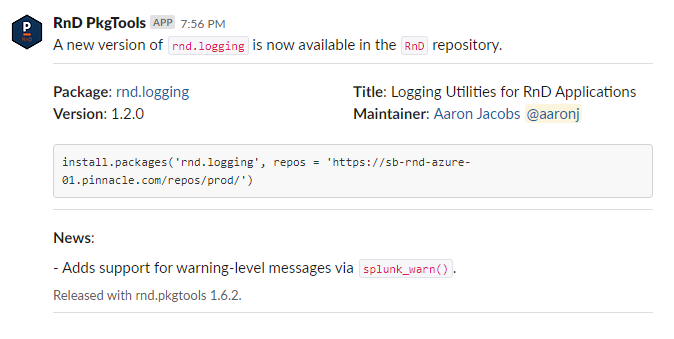 P
RnD
RnD PkgTools APP 7:56 PM
A new version of rnd.logging is now available in the RnD repository.
Package: rnd.logging
Version: 1.2.0
Title: Logging Utilities for RnD Applications
Maintainer: Aaron Jacobs @aaronj
install.packages('rnd.logging', repos = 'https://sb-rnd-azure-
01.pinnacle.com/repos/prod/')
News:
- Adds support for warning-level messages via splunk_warn().
Released with rnd.pkgtools 1.6.2.